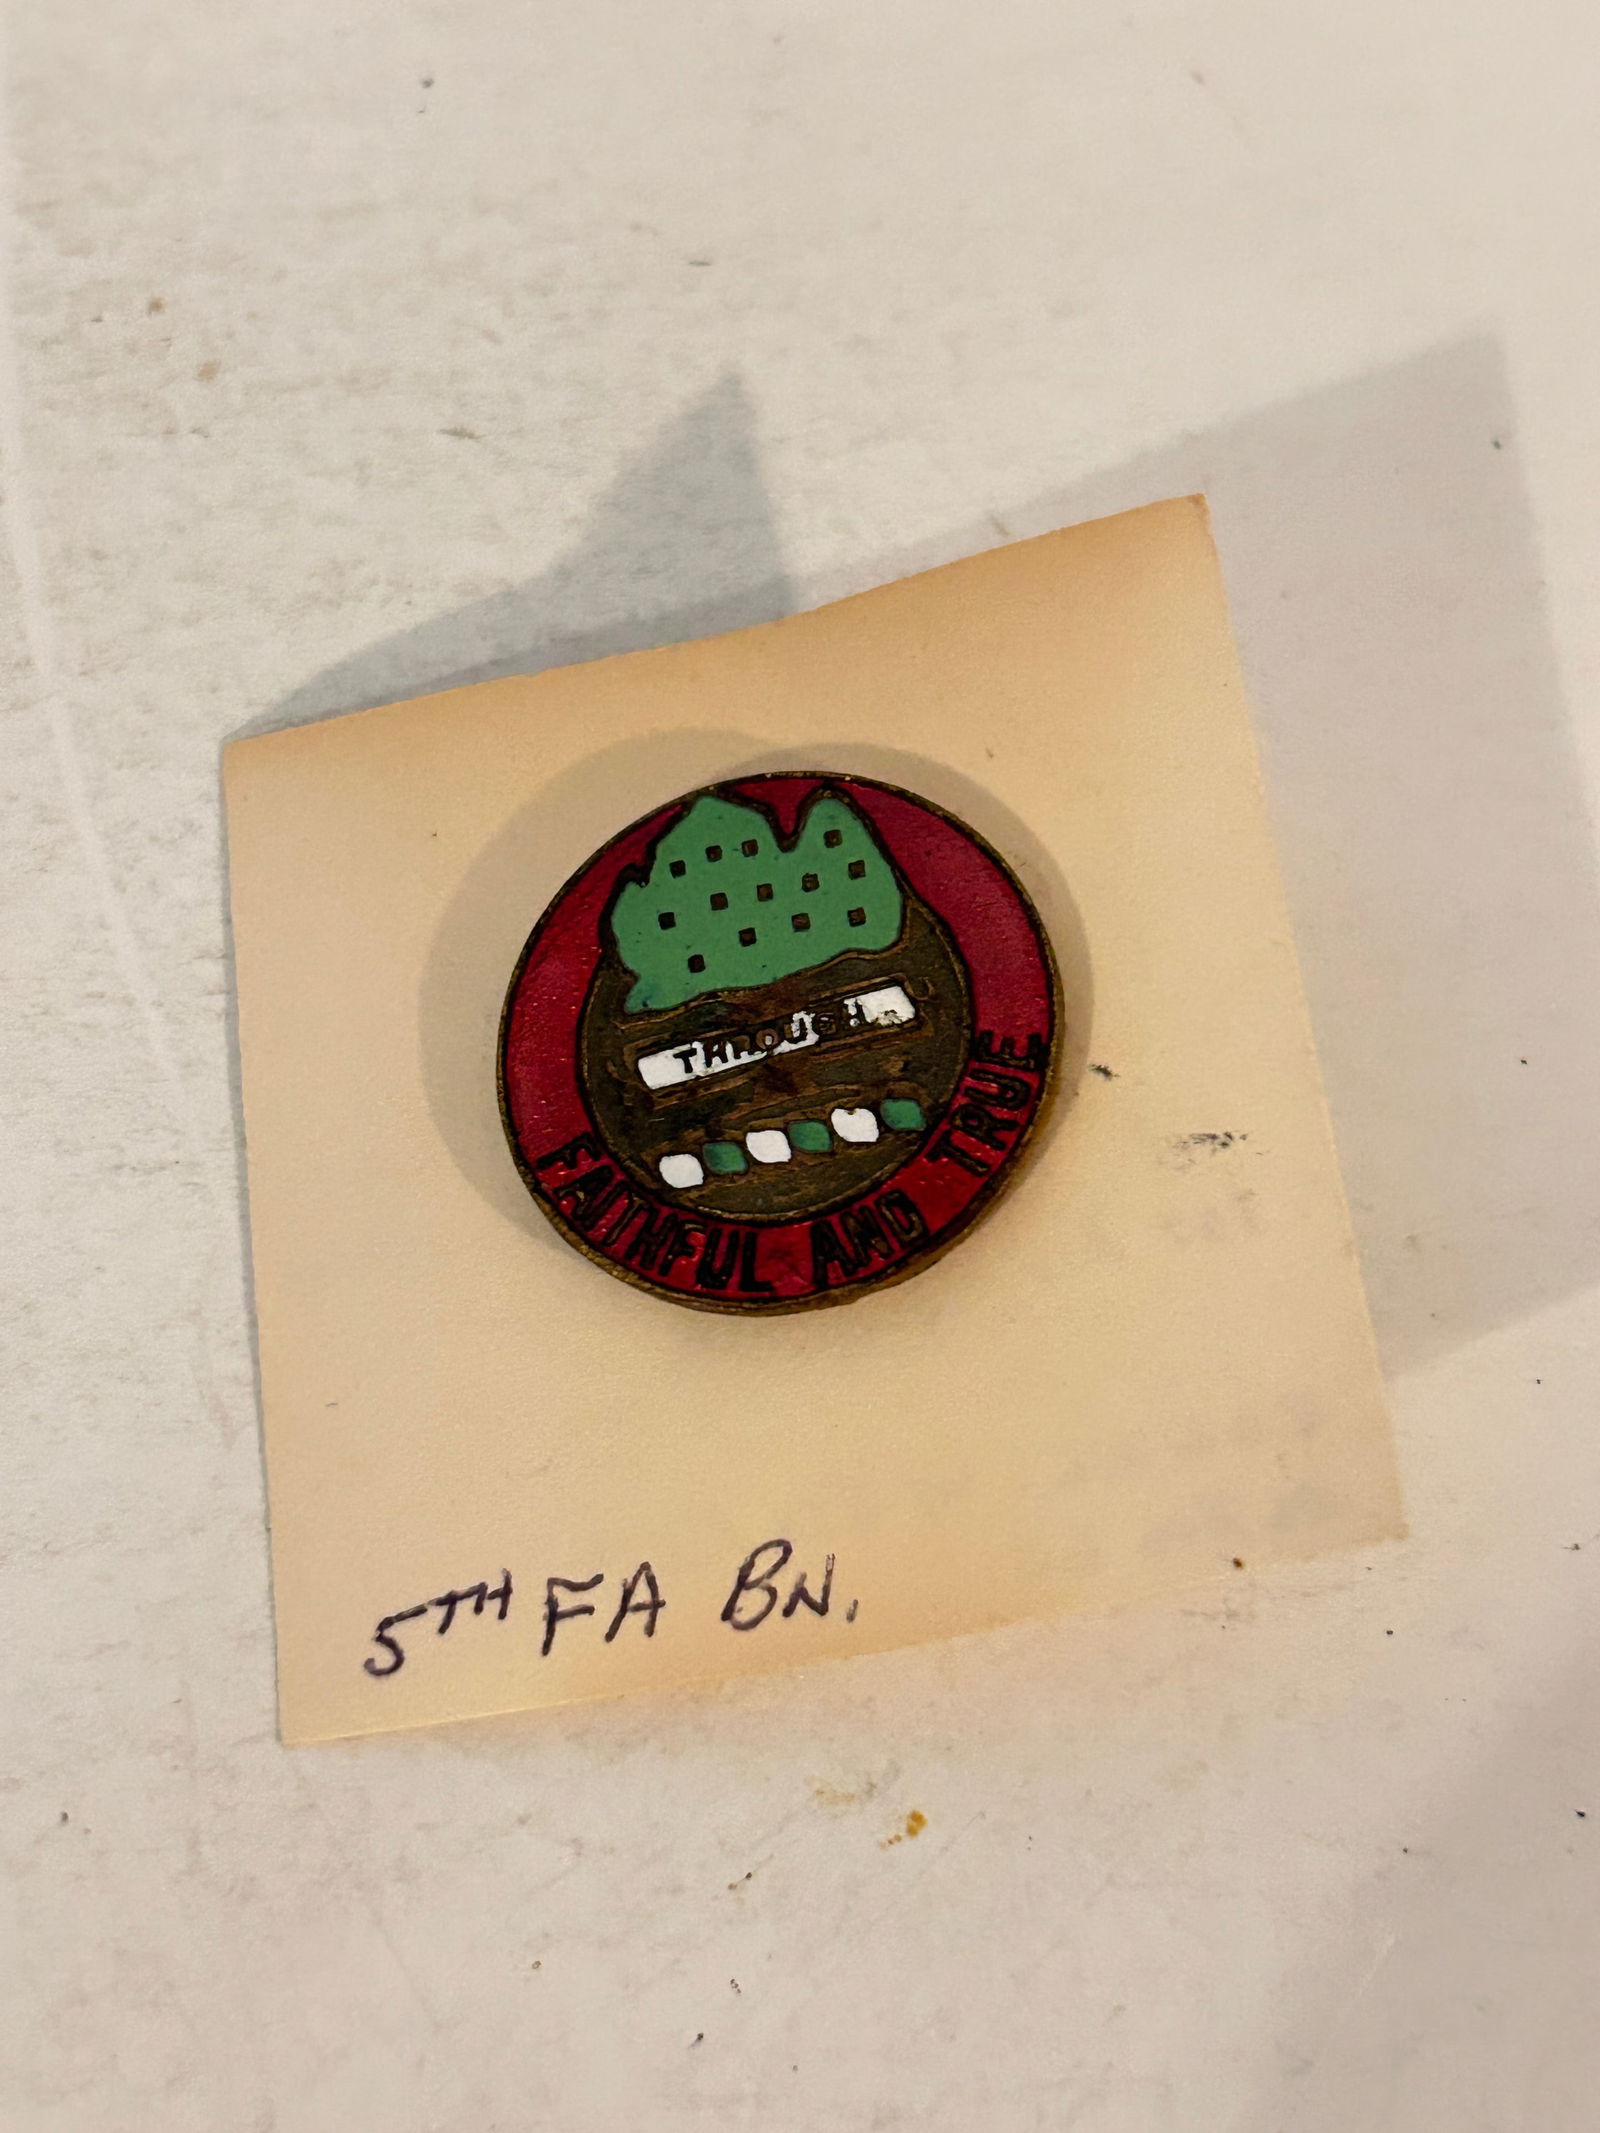 THROUGH
FAITHFUL AND TRUE
5TH FA BN.